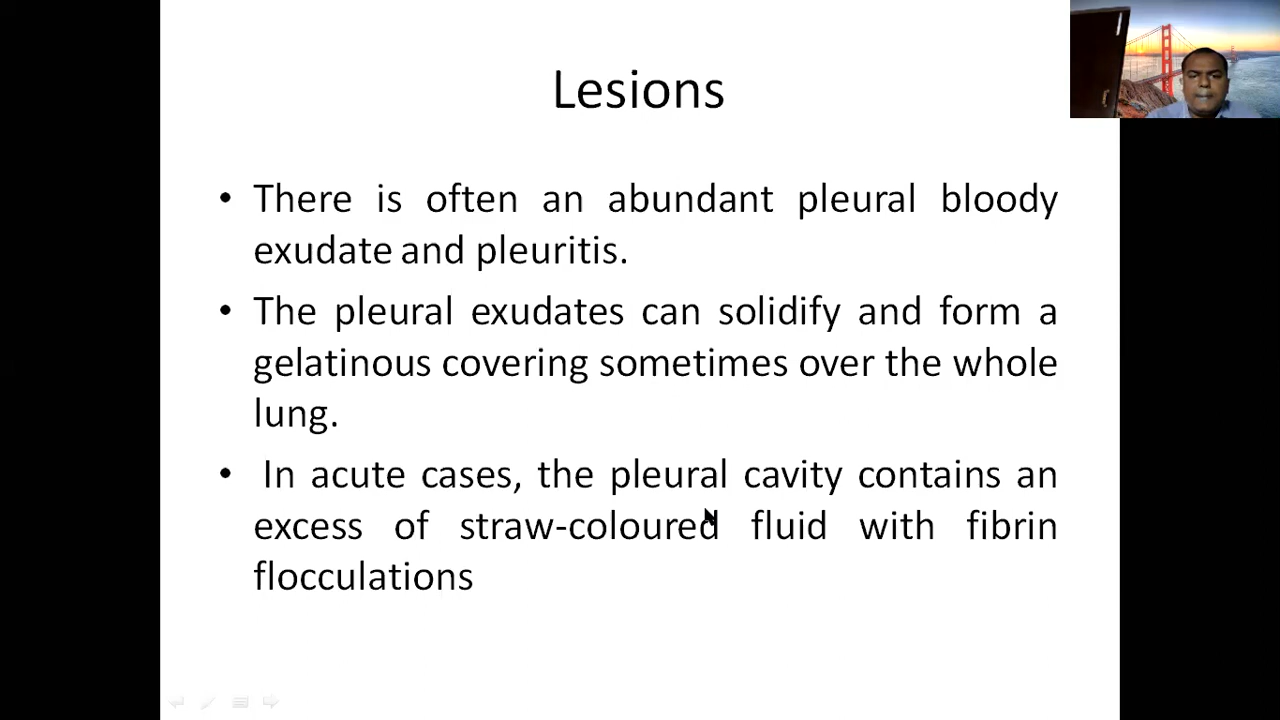 Lesions
• There is often an abundant pleural bloody
exudate and pleuritis.
• The pleural exudates can solidify and form a
gelatinous covering sometimes over the whole
lung.
• In acute cases, the pleural cavity contains an
excess of straw-coloured fluid with fibrin
flocculations